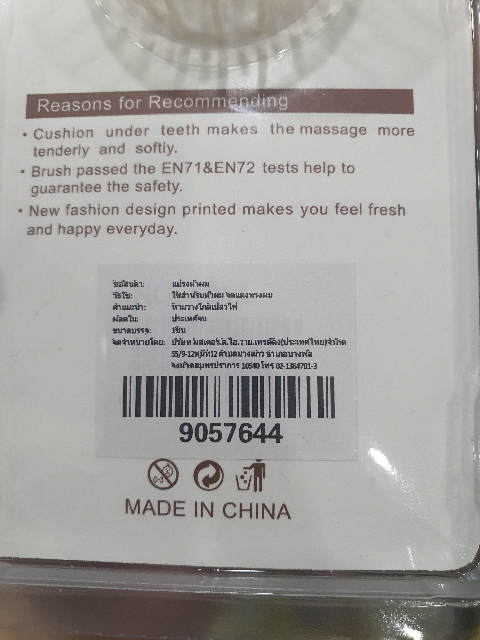 Reasons for Recommending
• Cushion under teeth makes the massage more
tenderly and softly.
• Brush passed the EN71&EN72 tests help to
guarantee the safety.
• New fashion design printed makes you feel fresh
and happy everyday.
ชื่อสินค้า: แปรงหวีผม
วิธีใช้: ใช้สำหรับหวีผม จัดแต่งทรงผม
คำแนะนำ: ห้ามวางใกล้เปลวไฟ
ผลิตใน: ประเทศจีน
ขนาดบรรจุ: 1ชิ้น
จัดจำหน่ายโดย: บริษัท มิสเตอร์.ดี.ไอ.วาย.เทรดดิ้ง(ประเทศไทย)จำกัด
55/9-12หมู่ที่12 ตำบลบางแก้ว อำเภอบางพลี
จังหวัดสมุทรปราการ 10540 โทร 02-1364701-3
9057644
MADE IN CHINA